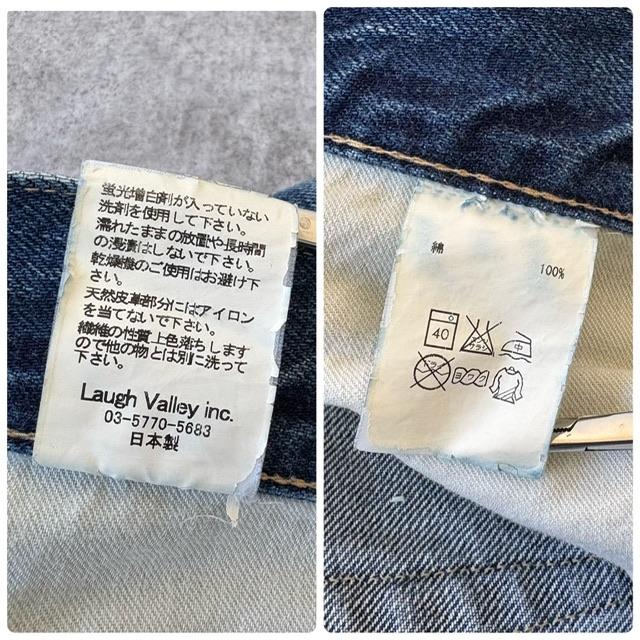 蛍光増白剤が入っていない
洗剤を使用して下さい。
濡れたままの放置や長時間
の浸漬はしないで下さい。
乾燥機のご使用はお避け下
さい。
天然皮革部分にはアイロン
を当てないで下さい。
繊維の性質上色落ちします
ので他の物とは別に洗って
下さい。
Laugh Valley inc.
03-5770-5683
日本製
綿
100%
40
中
ヨワク